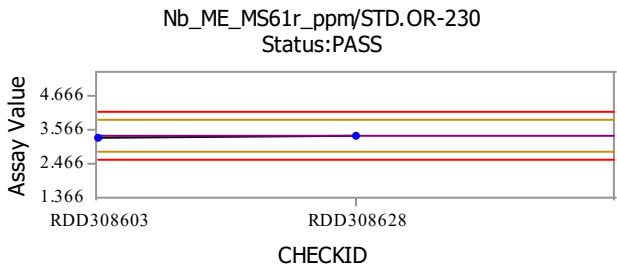 Nb_ME_MS61r_ppm/STD.OR-230
Status:PASS
Assay Value
4.666
3.566
2.466
1.366
RDD308603 RDD308628
CHECKID